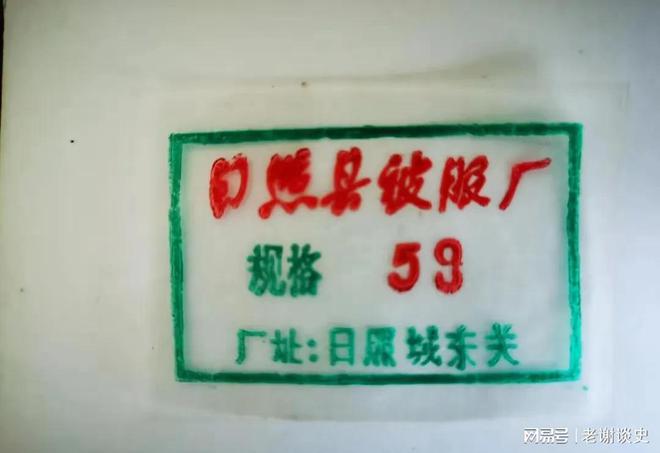 日照县被服厂
规格 59
厂址:日照城东关
网易号 | 老谢谈史